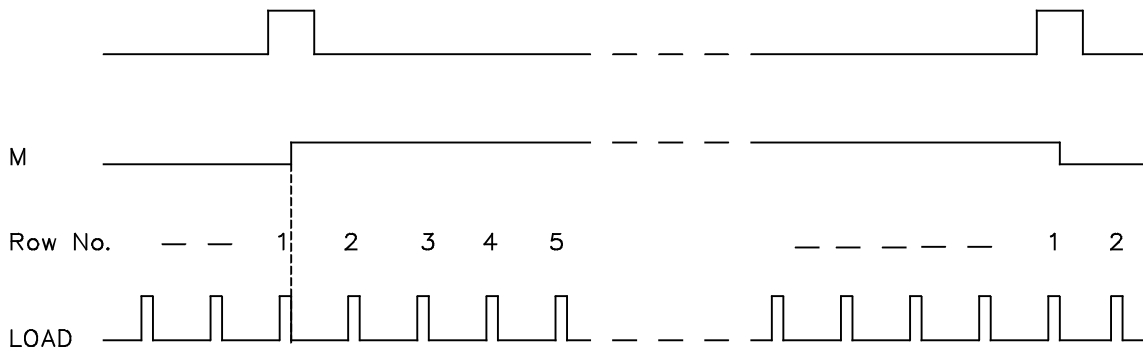 M
Row No. — — 1 2 3 4 5 — — — — — 1 2
LOAD